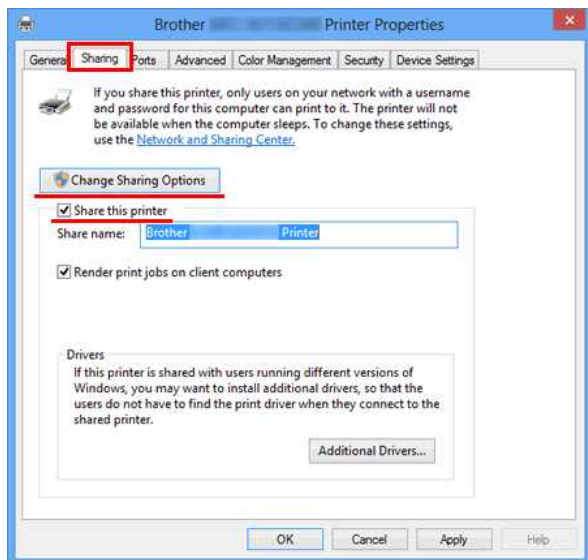 Brother Printer Properties
General Sharing Ports Advanced Color Management Security Device Settings
If you share this printer, only users on your network with a username
and password for this computer can print to it. The printer will not
be available when the computer sleeps. To change these settings,
use the Network and Sharing Center.
Change Sharing Options
Share this printer
Share name: Brother Printer
Render print jobs on client computers
Drivers
If this printer is shared with users running different versions of
Windows, you may want to install additional drivers, so that the
users do not have to find the print driver when they connect to the
shared printer.
Additional Drivers...
OK Cancel Apply Help